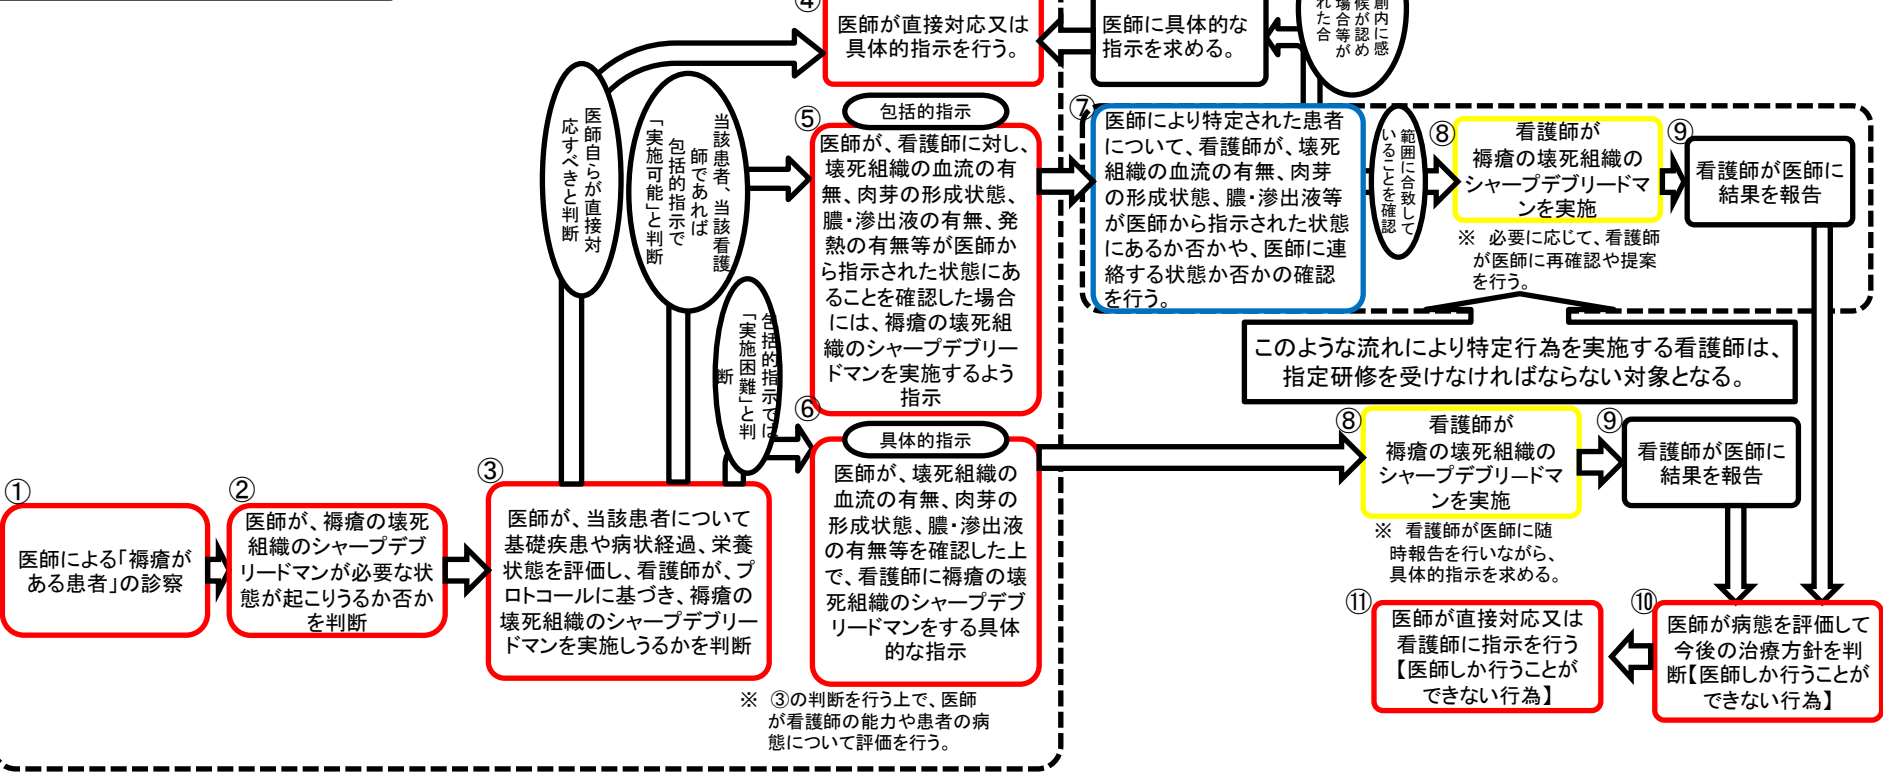 ④
医師が直接対応又は
具体的指示を行う。
医師に具体的な
指示を求める。
創内に感
候が認め
場合等が
れた合
医師自らが直接対
応すべきと判断
当該患者、当該看護
師であれば
包括的指示で
「実施可能」と判断
包括的指示では
「実施困難」と判
断
⑤
包括的指示
医師が、看護師に対し、
壊死組織の血流の有
無、肉芽の形成状態、
膿・滲出液の有無、発
熱の有無等が医師か
ら指示された状態にあ
ることを確認した場合
には、褥瘡の壊死組
織のシャープデブリー
ドマンを実施するよう
指示
⑦
医師により特定された患者
について、看護師が、壊死
組織の血流の有無、肉芽
の形成状態、膿・滲出液等
が医師から指示された状態
にあるか否かや、医師に連
絡する状態か否かの確認
を行う。
範囲に合致して
いることを確認
⑧
看護師が
褥瘡の壊死組織の
シャープデブリードマ
ンを実施
※ 必要に応じて、看護師
が医師に再確認や提案
を行う。
⑨
看護師が医師に
結果を報告
このような流れにより特定行為を実施する看護師は、
指定研修を受けなければならない対象となる。
⑥
具体的指示
医師が、壊死組織の
血流の有無、肉芽の
形成状態、膿・滲出液
の有無等を確認した上
で、看護師に褥瘡の壊
死組織のシャープデブ
リードマンをする具体
的な指示
⑧
看護師が
褥瘡の壊死組織の
シャープデブリードマ
ンを実施
※ 看護師が医師に随
時報告を行いながら、
具体的指示を求める。
⑨
看護師が医師に
結果を報告
①
医師による「褥瘡が
ある患者」の診察
②
医師が、褥瘡の壊死
組織のシャープデブ
リードマンが必要な状
態が起こりうるか否か
を判断
③
医師が、当該患者について
基礎疾患や病状経過、栄養
状態を評価し、看護師が、プ
ロトコールに基づき、褥瘡の
壊死組織のシャープデブリー
ドマンを実施しうるかを判断
※ ③の判断を行う上で、医師
が看護師の能力や患者の病
態について評価を行う。
⑪
医師が直接対応又は
看護師に指示を行う
【医師しか行うことが
できない行為】
⑩
医師が病態を評価して
今後の治療方針を判
断【医師しか行うことが
できない行為】